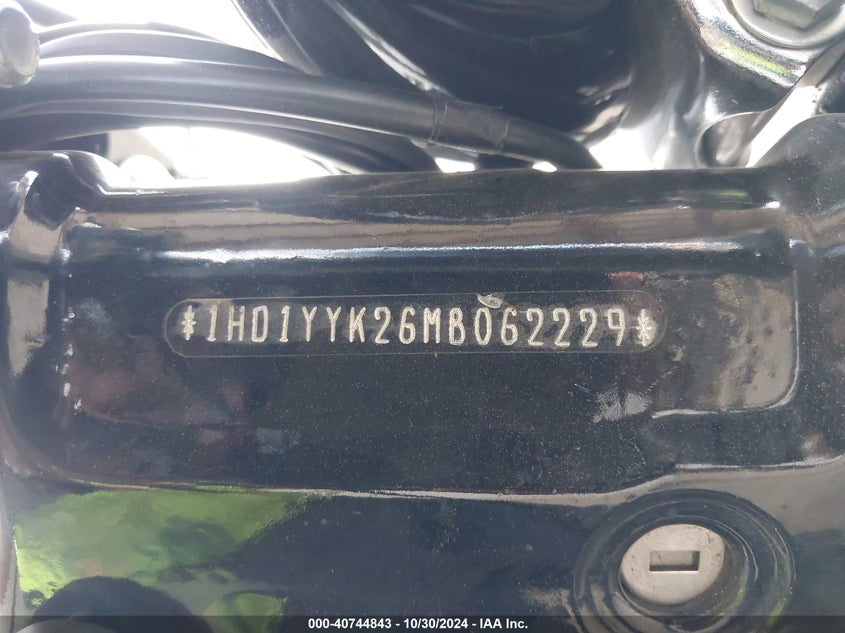 *1HD1YYK26MB062229*
000-40744843 - 10/30/2024 - IAA Inc.